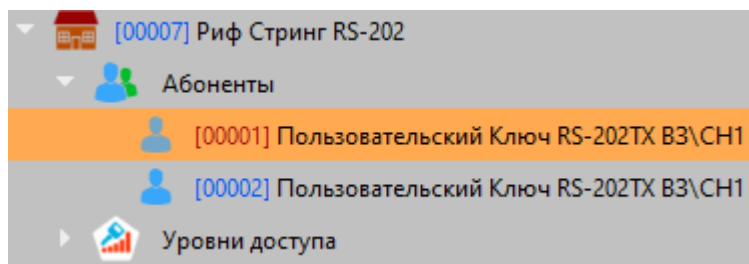 [00007] Риф Стринг RS-202
Абоненты
[00001] Пользовательский Ключ RS-202TX B3\CH1
[00002] Пользовательский Ключ RS-202TX B3\CH1
Уровни доступа